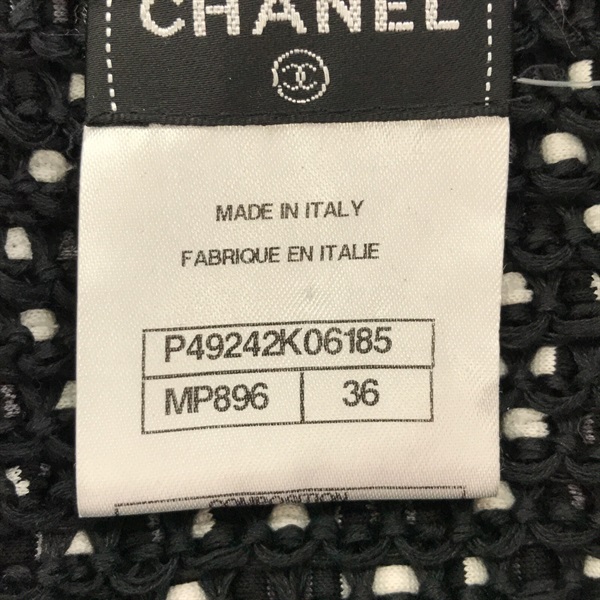 CHANEL
MADE IN ITALY
FABRIQUE EN ITALIE
P49242K06185
MP896 36
COMPOSITION